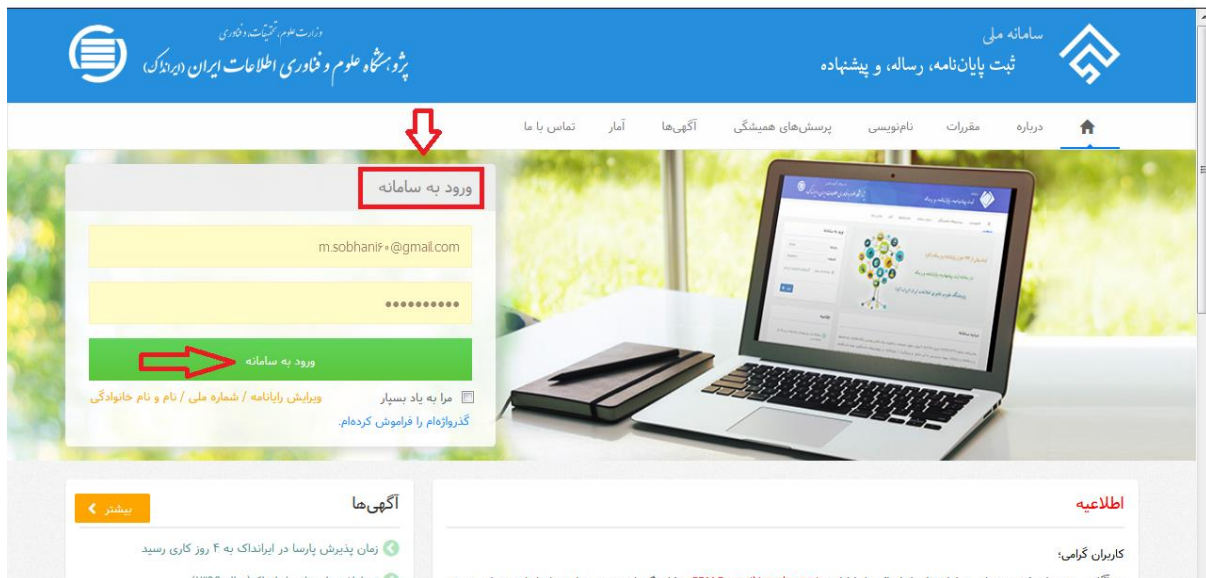 سامانه ملی
ثبت پایان‌نامه، رساله، و پیشنهاده
وزارت علوم، تحقیقات، و فناوری
پژوهشگاه علوم و فناوری اطلاعات ایران (ایرانداک)
درباره
مقررات
نام‌نویسی
پرسش‌های همیشگی
آگهی‌ها
آمار
تماس با ما
ورود به سامانه
m.sobhani۶۰@gmail.com
ورود به سامانه
مرا به یاد بسپار
ویرایش رایانامه / شماره ملی / نام و نام خانوادگی
گذرواژه‌ام را فراموش کرده‌ام.
اطلاعیه
کاربران گرامی؛
آگهی‌ها
بیشتر
زمان پذیرش پارسا در ایرانداک به ۴ روز کاری رسید